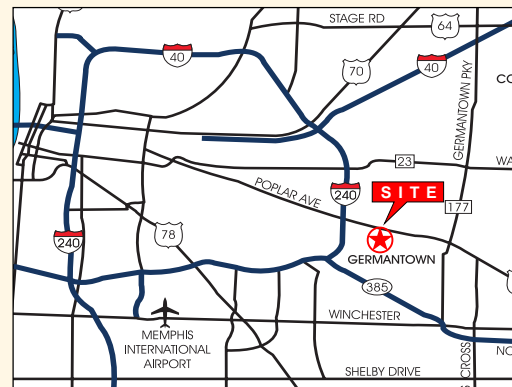 STAGE RD
64
40
70
40
GERMANTOWN PKY
23
POPLAR AVE
240
SITE
177
78
240
GERMANTOWN
385
WINCHESTER
MEMPHIS
INTERNATIONAL
AIRPORT
SHELBY DRIVE
CROSS